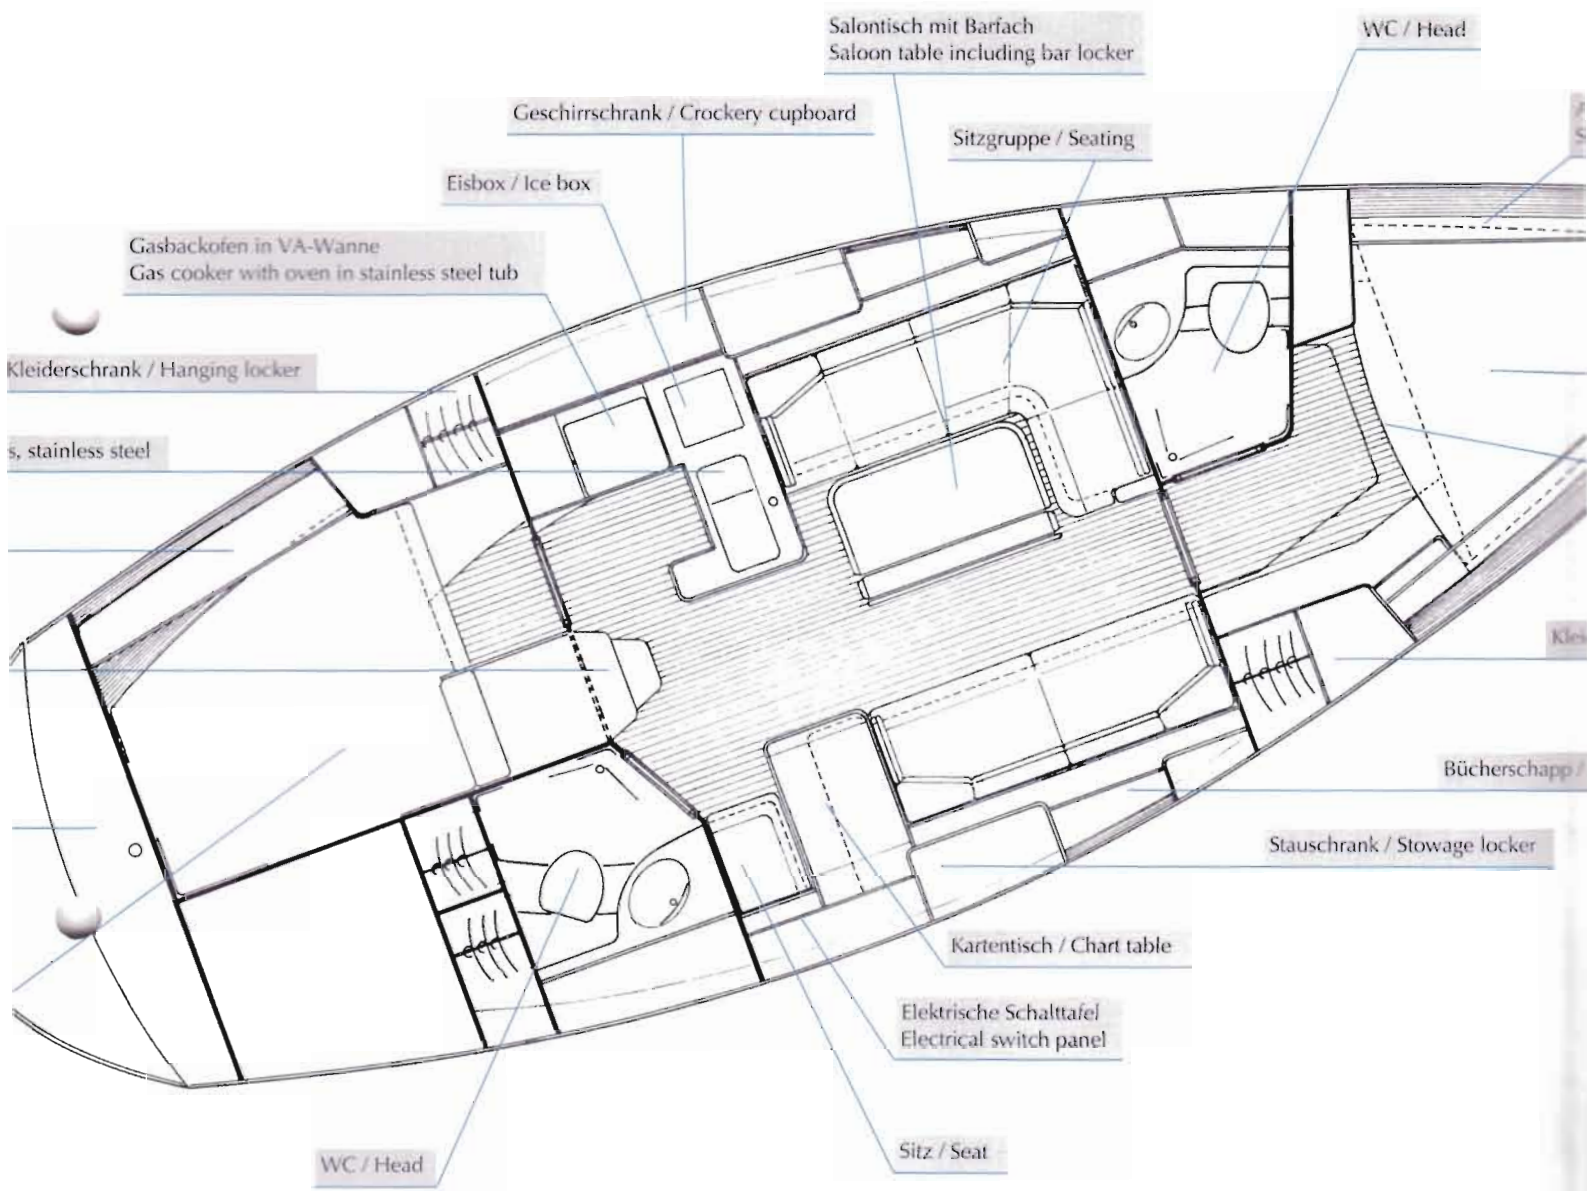 Salontisch mit Barfach
Saloon table including bar locker
WC / Head
Geschirrschrank / Crockery cupboard
Sitzgruppe / Seating
Eisbox / Ice box
Gasbackofen in VA-Wanne
Gas cooker with oven in stainless steel tub
Kleiderschrank / Hanging locker
s, stainless steel
Klei
Bücherschapp /
Stauschrank / Stowage locker
Kartentisch / Chart table
Elektrische Schalttafel
Electrical switch panel
Sitz / Seat
WC / Head